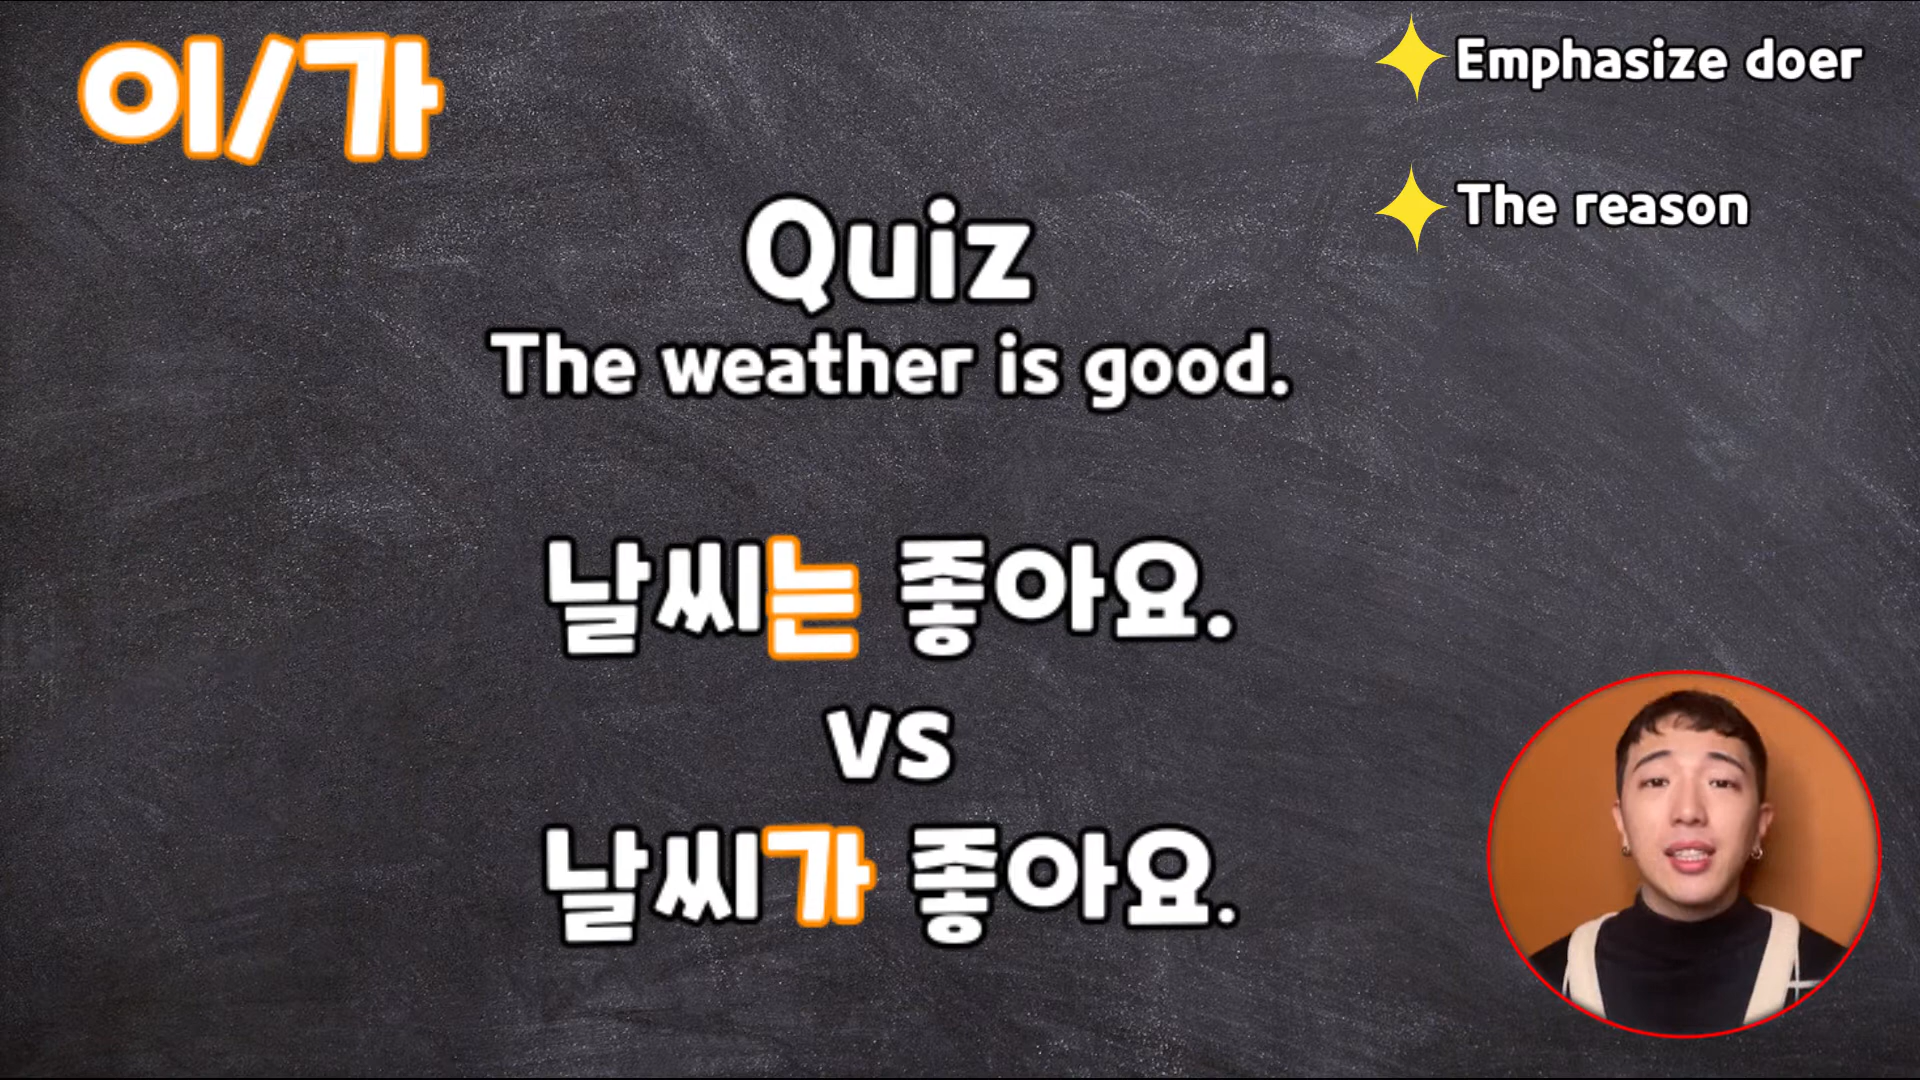 이/가
Emphasize doer
The reason
Quiz
The weather is good.
날씨는 좋아요.
vs
날씨가 좋아요.